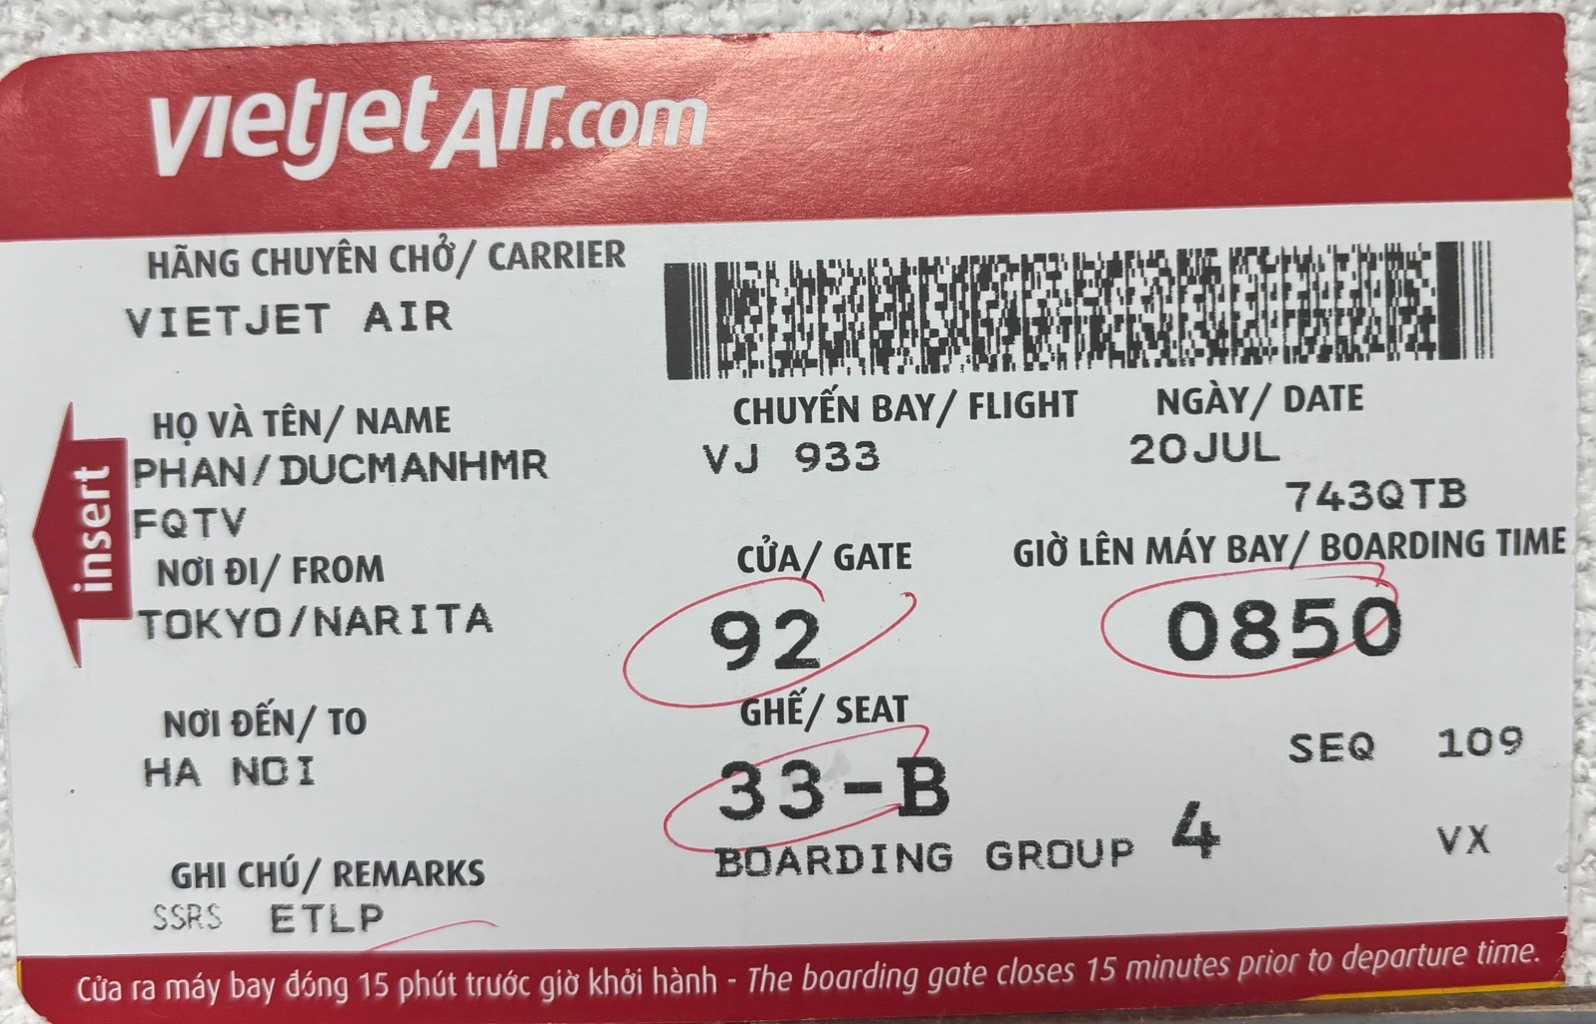 vietjetAir.com
HÃNG CHUYÊN CHỞ/ CARRIER
VIETJET AIR
HỌ VÀ TÊN/ NAME
PHAN/DUCMANHMR
FQTV
CHUYẾN BAY/ FLIGHT
VJ 933
NGÀY/ DATE
20JUL
743QTB
insert
NƠI ĐI/ FROM
TOKYO/NARITA
CỬA/ GATE
92
GIỜ LÊN MÁY BAY/ BOARDING TIME
0850
NƠI ĐẾN/ TO
HA NOI
GHẾ/ SEAT
33-B
SEQ 109
BOARDING GROUP 4
VX
GHI CHÚ/ REMARKS
SSRS ETLP
Cửa ra máy bay đóng 15 phút trước giờ khởi hành - The boarding gate closes 15 minutes prior to departure time.